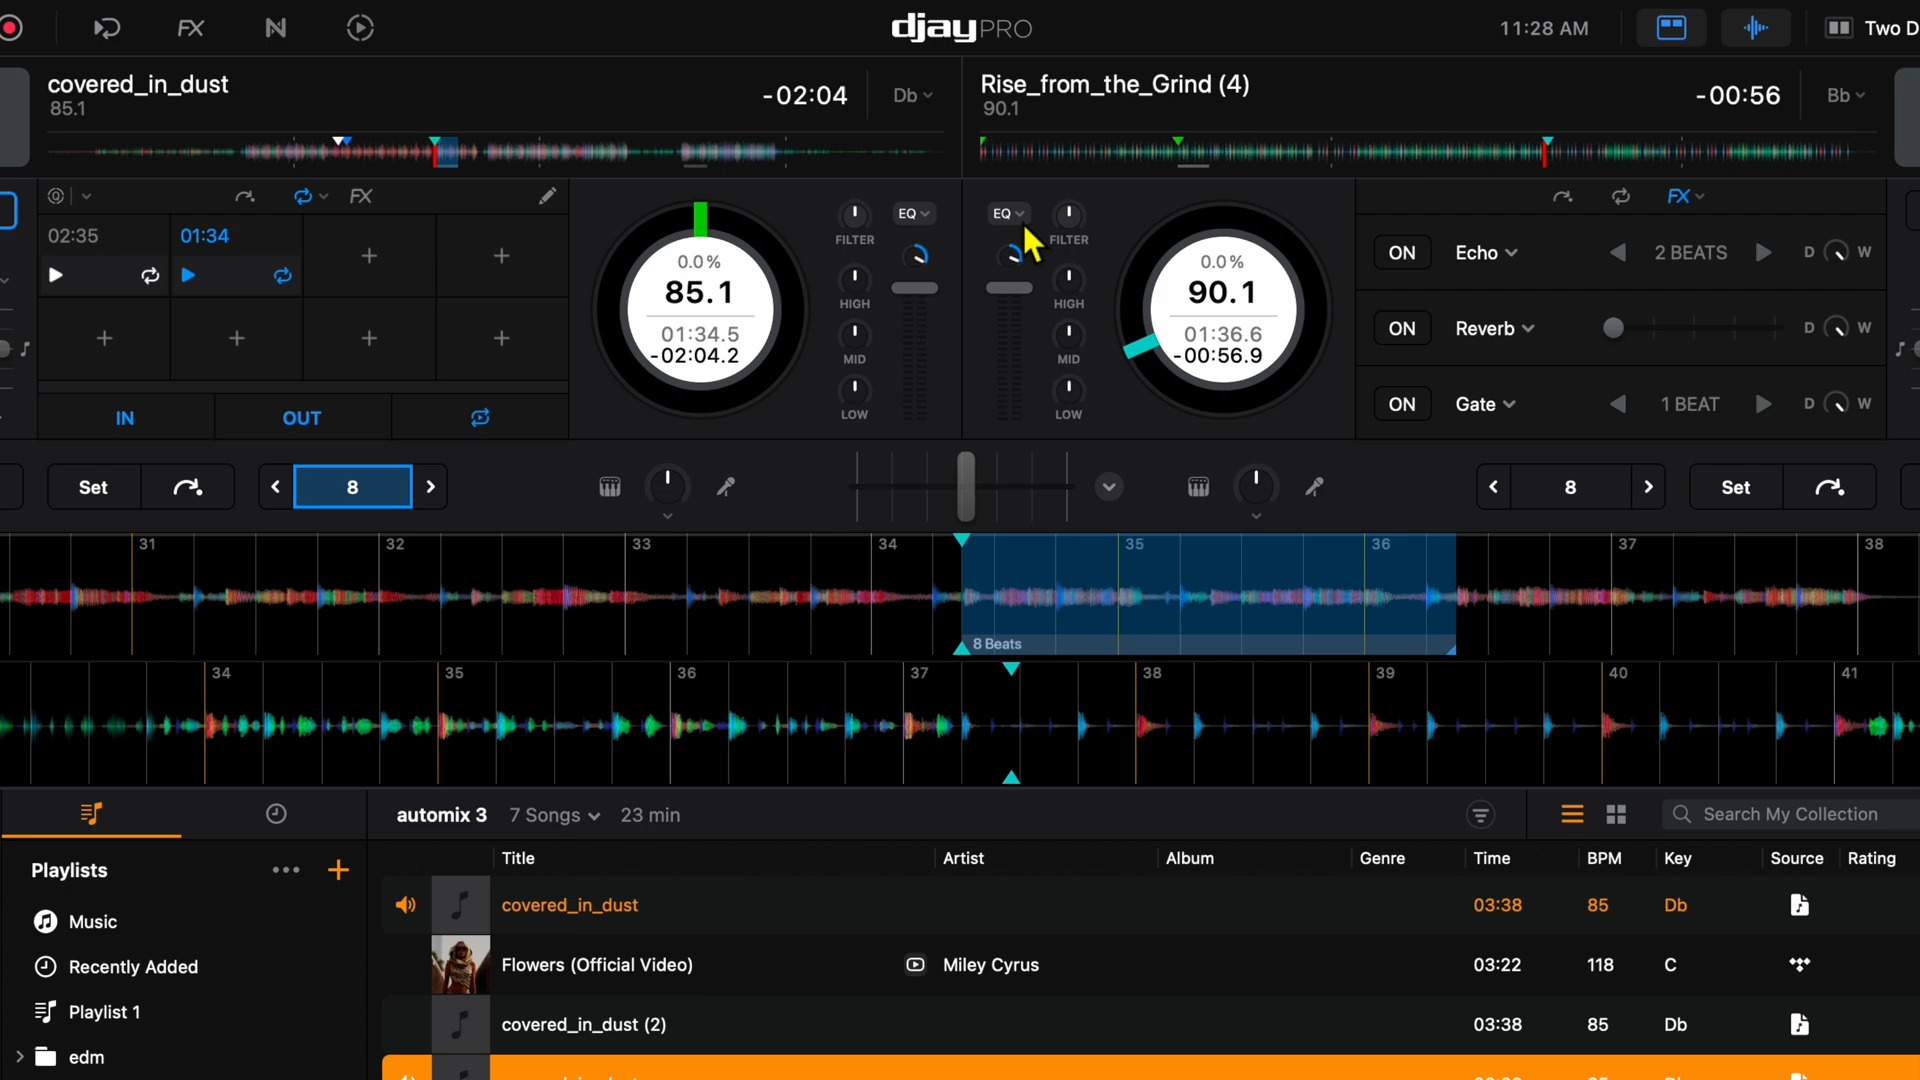 FX
djay PRO
11:28 AM
Two D
covered_in_dust
85.1
-02:04
Db
Rise_from_the_Grind (4)
90.1
-00:56
Bb
FX
02:35
01:34
IN
OUT
EQ
FILTER
HIGH
MID
LOW
0.0%
85.1
01:34.5
-02:04.2
EQ
FILTER
HIGH
MID
LOW
0.0%
90.1
01:36.6
-00:56.9
FX
ON Echo 2 BEATS D W
ON Reverb D W
ON Gate 1 BEAT D W
Set
8
8
Set
31 32 33 34 35 36 37 38
8 Beats
34 35 36 37 38 39 40 41
automix 3 7 Songs 23 min
Search My Collection
Playlists
Music
Recently Added
Playlist 1
edm
Title Artist Album Genre Time BPM Key Source Rating
covered_in_dust 03:38 85 Db
Flowers (Official Video) Miley Cyrus 03:22 118 C
covered_in_dust (2) 03:38 85 Db